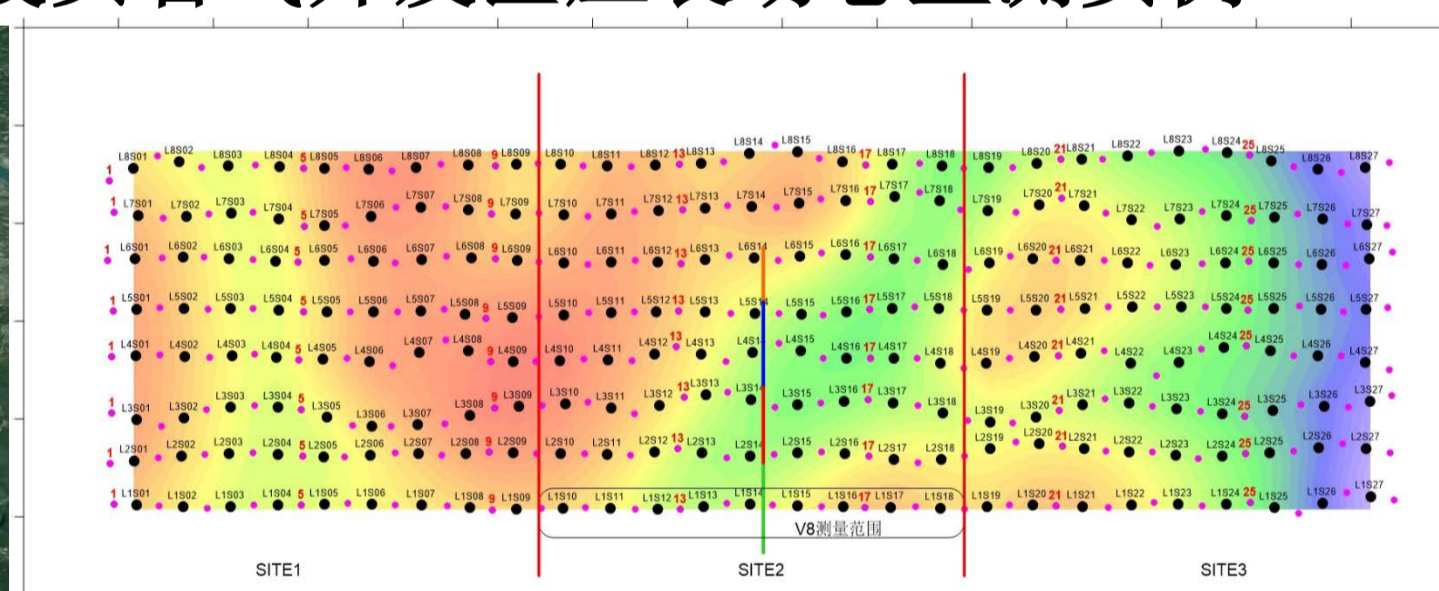 L8S01 L8S02 L8S03 L8S04 5 L8S05 L8S06 L8S07 L8S08 9 L8S09 L8S10 L8S11 L8S12 13 L8S13 L8S14 L8S15 L8S16 17 L8S17 L8S18 L8S19 L8S20 21 L8S21 L8S22 L8S23 L8S24 25 L8S25 L8S26 L8S27
1
1 L7S01 L7S02 L7S03 L7S04 5 L7S05 L7S06 L7S07 L7S08 9 L7S09 L7S10 L7S11 L7S12 13 L7S13 L7S14 L7S15 L7S16 17 L7S17 L7S18 L7S19 L7S20 21 L7S21 L7S22 L7S23 L7S24 25 L7S25 L7S26 L7S27
1 L6S01 L6S02 L6S03 L6S04 5 L6S05 L6S06 L6S07 L6S08 9 L6S09 L6S10 L6S11 L6S12 13 L6S13 L6S14 L6S15 L6S16 17 L6S17 L6S18 L6S19 L6S20 21 L6S21 L6S22 L6S23 L6S24 25 L6S25 L6S26 L6S27
1 L5S01 L5S02 L5S03 L5S04 5 L5S05 L5S06 L5S07 L5S08 9 L5S09 L5S10 L5S11 L5S12 13 L5S13 L5S14 L5S15 L5S16 17 L5S17 L5S18 L5S19 L5S20 21 L5S21 L5S22 L5S23 L5S24 25 L5S25 L5S26 L5S27
1 L4S01 L4S02 L4S03 L4S04 5 L4S05 L4S06 L4S07 L4S08 9 L4S09 L4S10 L4S11 L4S12 13 L4S13 L4S14 L4S15 L4S16 17 L4S17 L4S18 L4S19 L4S20 21 L4S21 L4S22 L4S23 L4S24 25 L4S25 L4S26 L4S27
1 L3S01 L3S02 L3S03 L3S04 5 L3S05 L3S06 L3S07 L3S08 9 L3S09 L3S10 L3S11 L3S12 13 L3S13 L3S14 L3S15 L3S16 17 L3S17 L3S18 L3S19 L3S20 21 L3S21 L3S22 L3S23 L3S24 25 L3S25 L3S26 L3S27
1 L2S01 L2S02 L2S03 L2S04 5 L2S05 L2S06 L2S07 L2S08 9 L2S09 L2S10 L2S11 L2S12 13 L2S13 L2S14 L2S15 L2S16 17 L2S17 L2S18 L2S19 L2S20 21 L2S21 L2S22 L2S23 L2S24 25 L2S25 L2S26 L2S27
1 L1S01 L1S02 L1S03 L1S04 5 L1S05 L1S06 L1S07 L1S08 9 L1S09 L1S10 L1S11 L1S12 13 L1S13 L1S14 L1S15 L1S16 17 L1S17 L1S18 L1S19 L1S20 21 L1S21 L1S22 L1S23 L1S24 25 L1S25 L1S26 L1S27
V8测量范围
SITE1 SITE2 SITE3